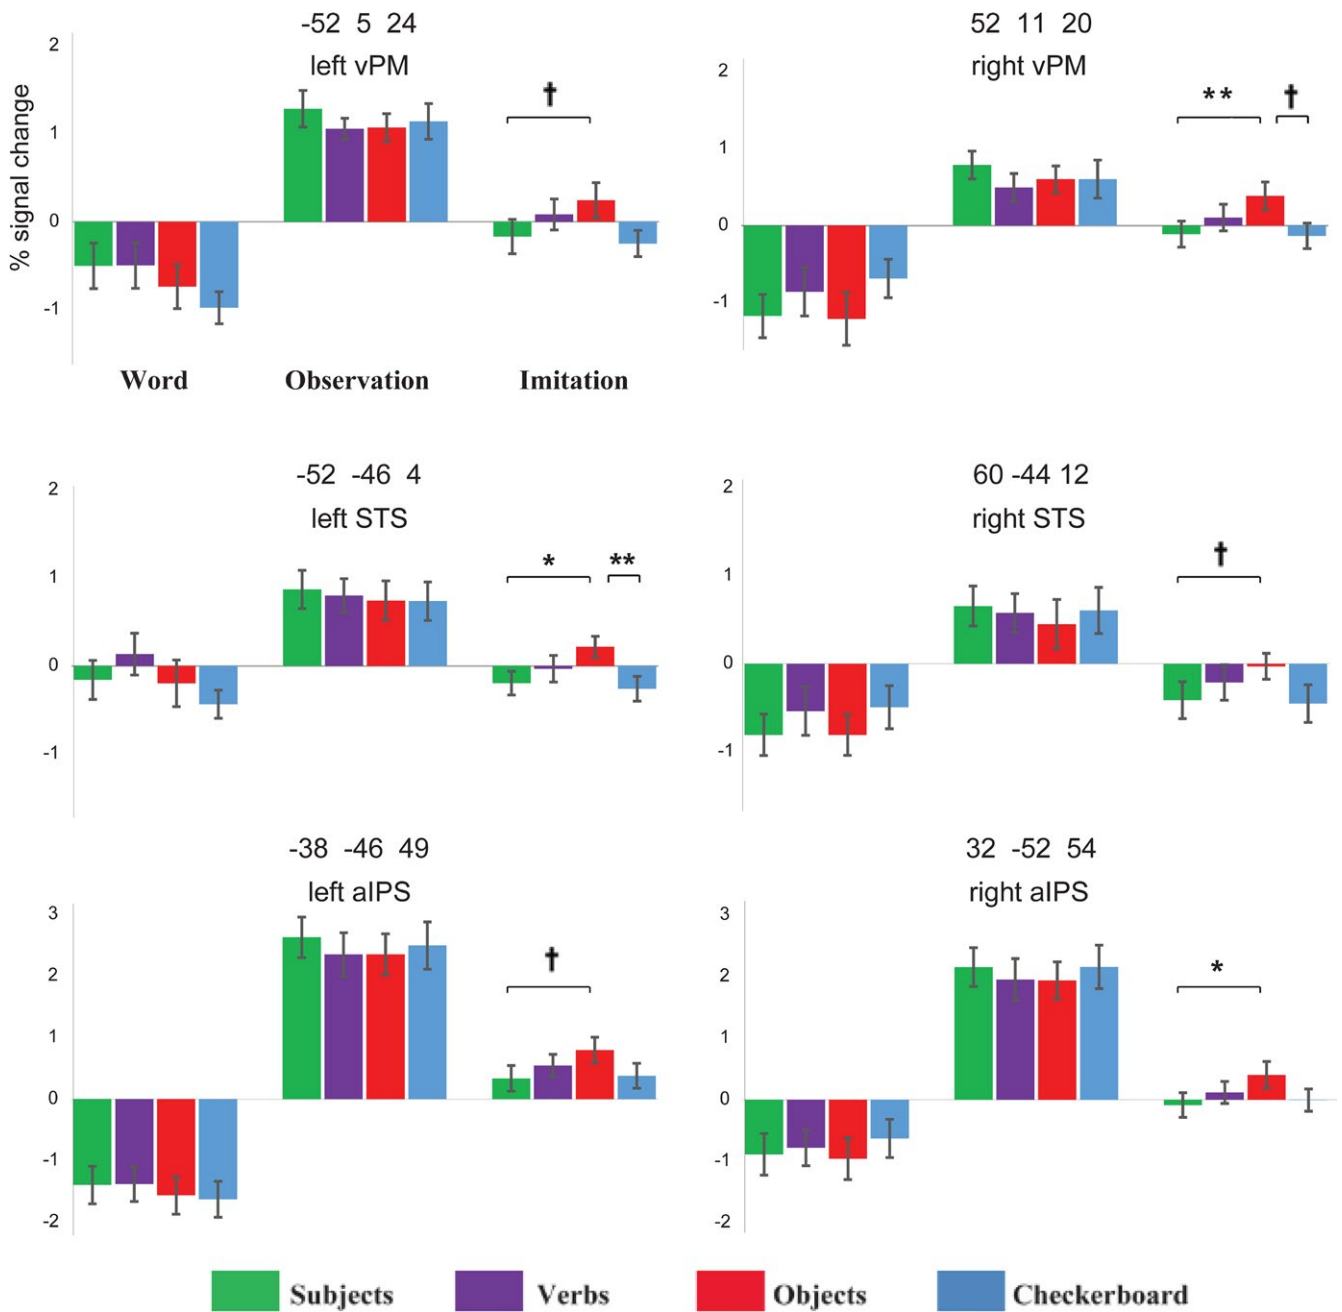 -52 5 24
left vPM
% signal change
2
1
0
-1
†
Word Observation Imitation
52 11 20
right vPM
2
1
0
-1
** †
-52 -46 4
left STS
2
1
0
-1
* **
60 -44 12
right STS
2
1
0
-1
†
-38 -46 49
left aIPS
3
2
1
0
-1
-2
†
32 -52 54
right aIPS
3
2
1
0
-1
-2
*
Subjects Verbs Objects Checkerboard